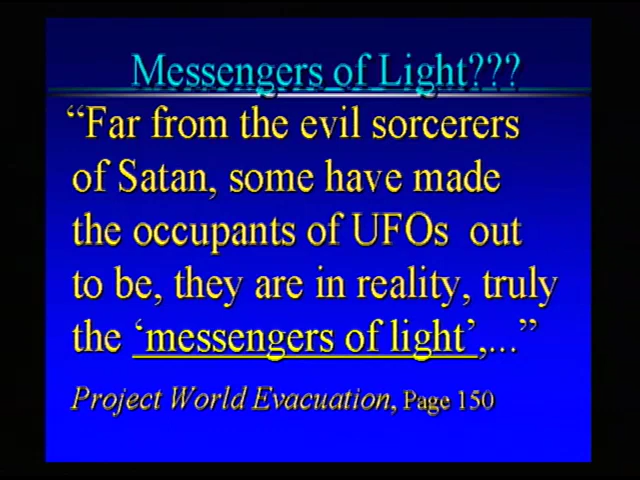 Messengers of Light???
“Far from the evil sorcerers
of Satan, some have made
the occupants of UFOs out
to be, they are in reality, truly
the ‘messengers of light’,...”
Project World Evacuation, Page 150